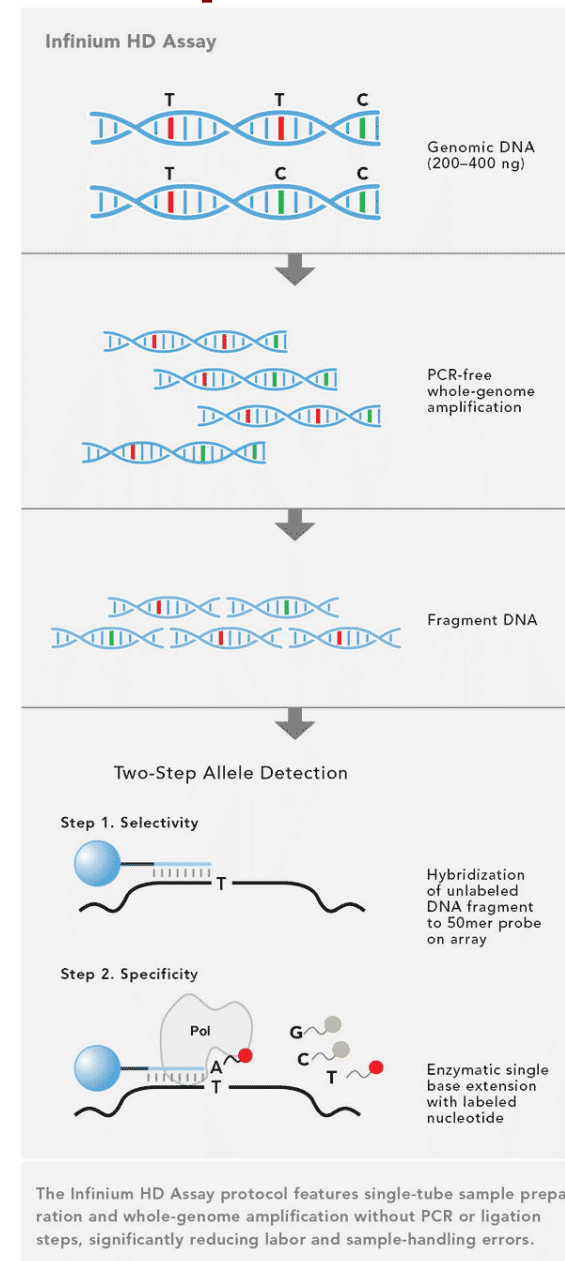 Infinium HD Assay
T T C
T C C
Genomic DNA
(200–400 ng)
PCR-free
whole-genome
amplification
Fragment DNA
Two-Step Allele Detection
Step 1. Selectivity
T
Hybridization
of unlabeled
DNA fragment
to 50mer probe
on array
Step 2. Specificity
Pol
A
T
G
C
T
Enzymatic single
base extension
with labeled
nucleotide
The Infinium HD Assay protocol features single-tube sample prepa
ration and whole-genome amplification without PCR or ligation
steps, significantly reducing labor and sample-handling errors.